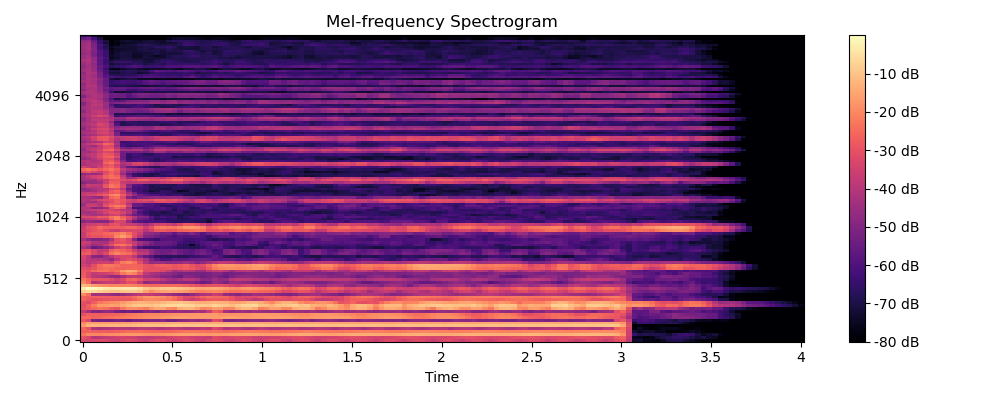 Mel-frequency Spectrogram
Hz
4096
2048
1024
512
0
0
0.5
1
1.5
2
2.5
3
3.5
4
Time
-10 dB
-20 dB
-30 dB
-40 dB
-50 dB
-60 dB
-70 dB
-80 dB